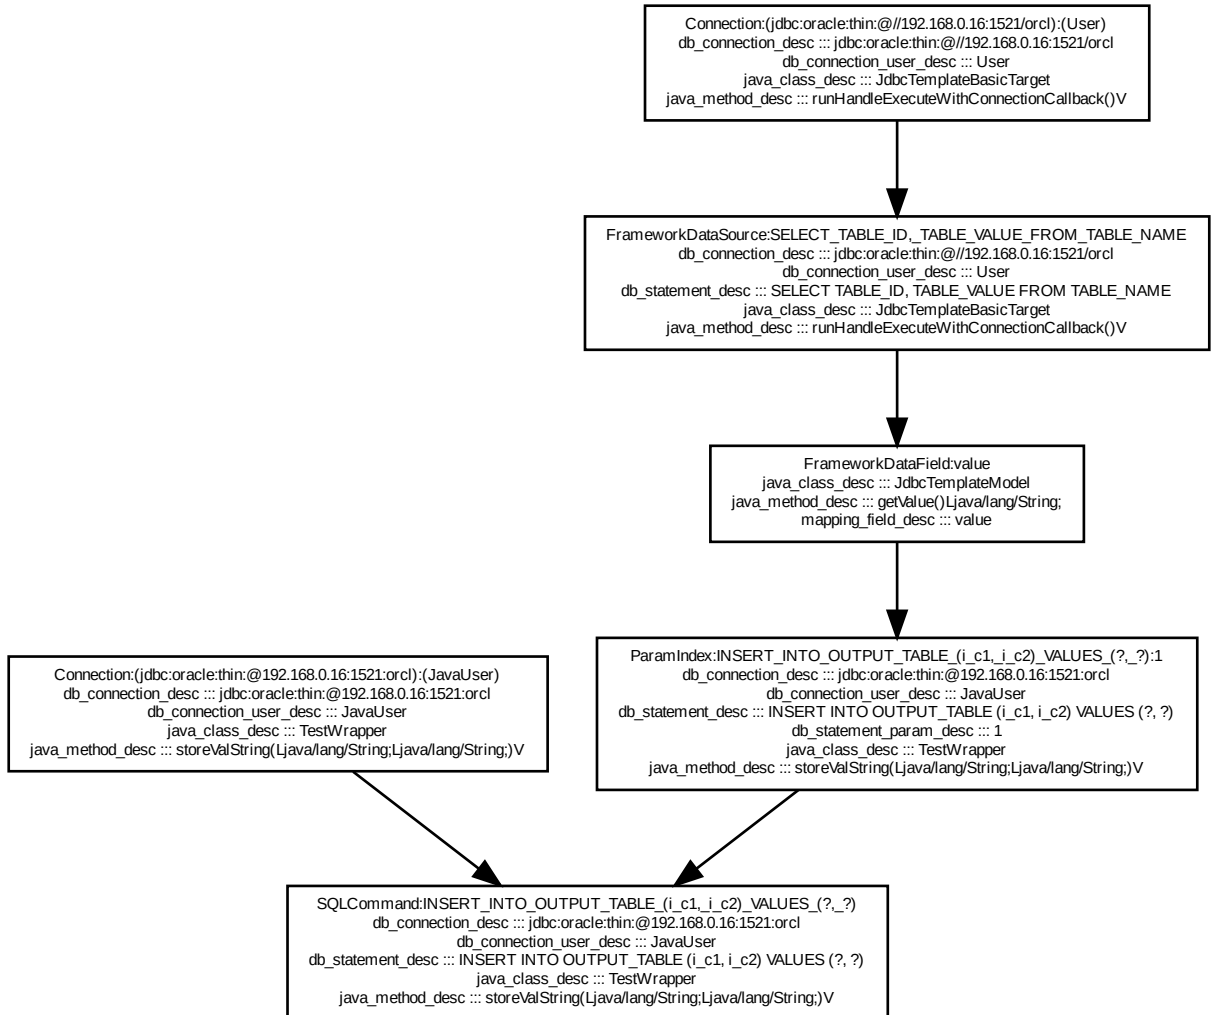 Connection:(jdbc:oracle:thin:@//192.168.0.16:1521/orcl):(User)
db_connection_desc ::: jdbc:oracle:thin:@//192.168.0.16:1521/orcl
db_connection_user_desc ::: User
java_class_desc ::: JdbcTemplateBasicTarget
java_method_desc ::: runHandleExecuteWithConnectionCallback()V
FrameworkDataSource:SELECT_TABLE_ID,_TABLE_VALUE_FROM_TABLE_NAME
db_connection_desc ::: jdbc:oracle:thin:@//192.168.0.16:1521/orcl
db_connection_user_desc ::: User
db_statement_desc ::: SELECT TABLE_ID, TABLE_VALUE FROM TABLE_NAME
java_class_desc ::: JdbcTemplateBasicTarget
java_method_desc ::: runHandleExecuteWithConnectionCallback()V
FrameworkDataField:value
java_class_desc ::: JdbcTemplateModel
java_method_desc ::: getValue()Ljava/lang/String;
mapping_field_desc ::: value
Connection:(jdbc:oracle:thin:@192.168.0.16:1521:orcl):(JavaUser)
db_connection_desc ::: jdbc:oracle:thin:@192.168.0.16:1521:orcl
db_connection_user_desc ::: JavaUser
java_class_desc ::: TestWrapper
java_method_desc ::: storeValString(Ljava/lang/String;Ljava/lang/String;)V
ParamIndex:INSERT_INTO_OUTPUT_TABLE_(i_c1,_i_c2)_VALUES_(?,_?):1
db_connection_desc ::: jdbc:oracle:thin:@192.168.0.16:1521:orcl
db_connection_user_desc ::: JavaUser
db_statement_desc ::: INSERT INTO OUTPUT_TABLE (i_c1, i_c2) VALUES (?, ?)
db_statement_param_desc ::: 1
java_class_desc ::: TestWrapper
java_method_desc ::: storeValString(Ljava/lang/String;Ljava/lang/String;)V
SQLCommand:INSERT_INTO_OUTPUT_TABLE_(i_c1,_i_c2)_VALUES_(?,_?)
db_connection_desc ::: jdbc:oracle:thin:@192.168.0.16:1521:orcl
db_connection_user_desc ::: JavaUser
db_statement_desc ::: INSERT INTO OUTPUT_TABLE (i_c1, i_c2) VALUES (?, ?)
java_class_desc ::: TestWrapper
java_method_desc ::: storeValString(Ljava/lang/String;Ljava/lang/String;)V